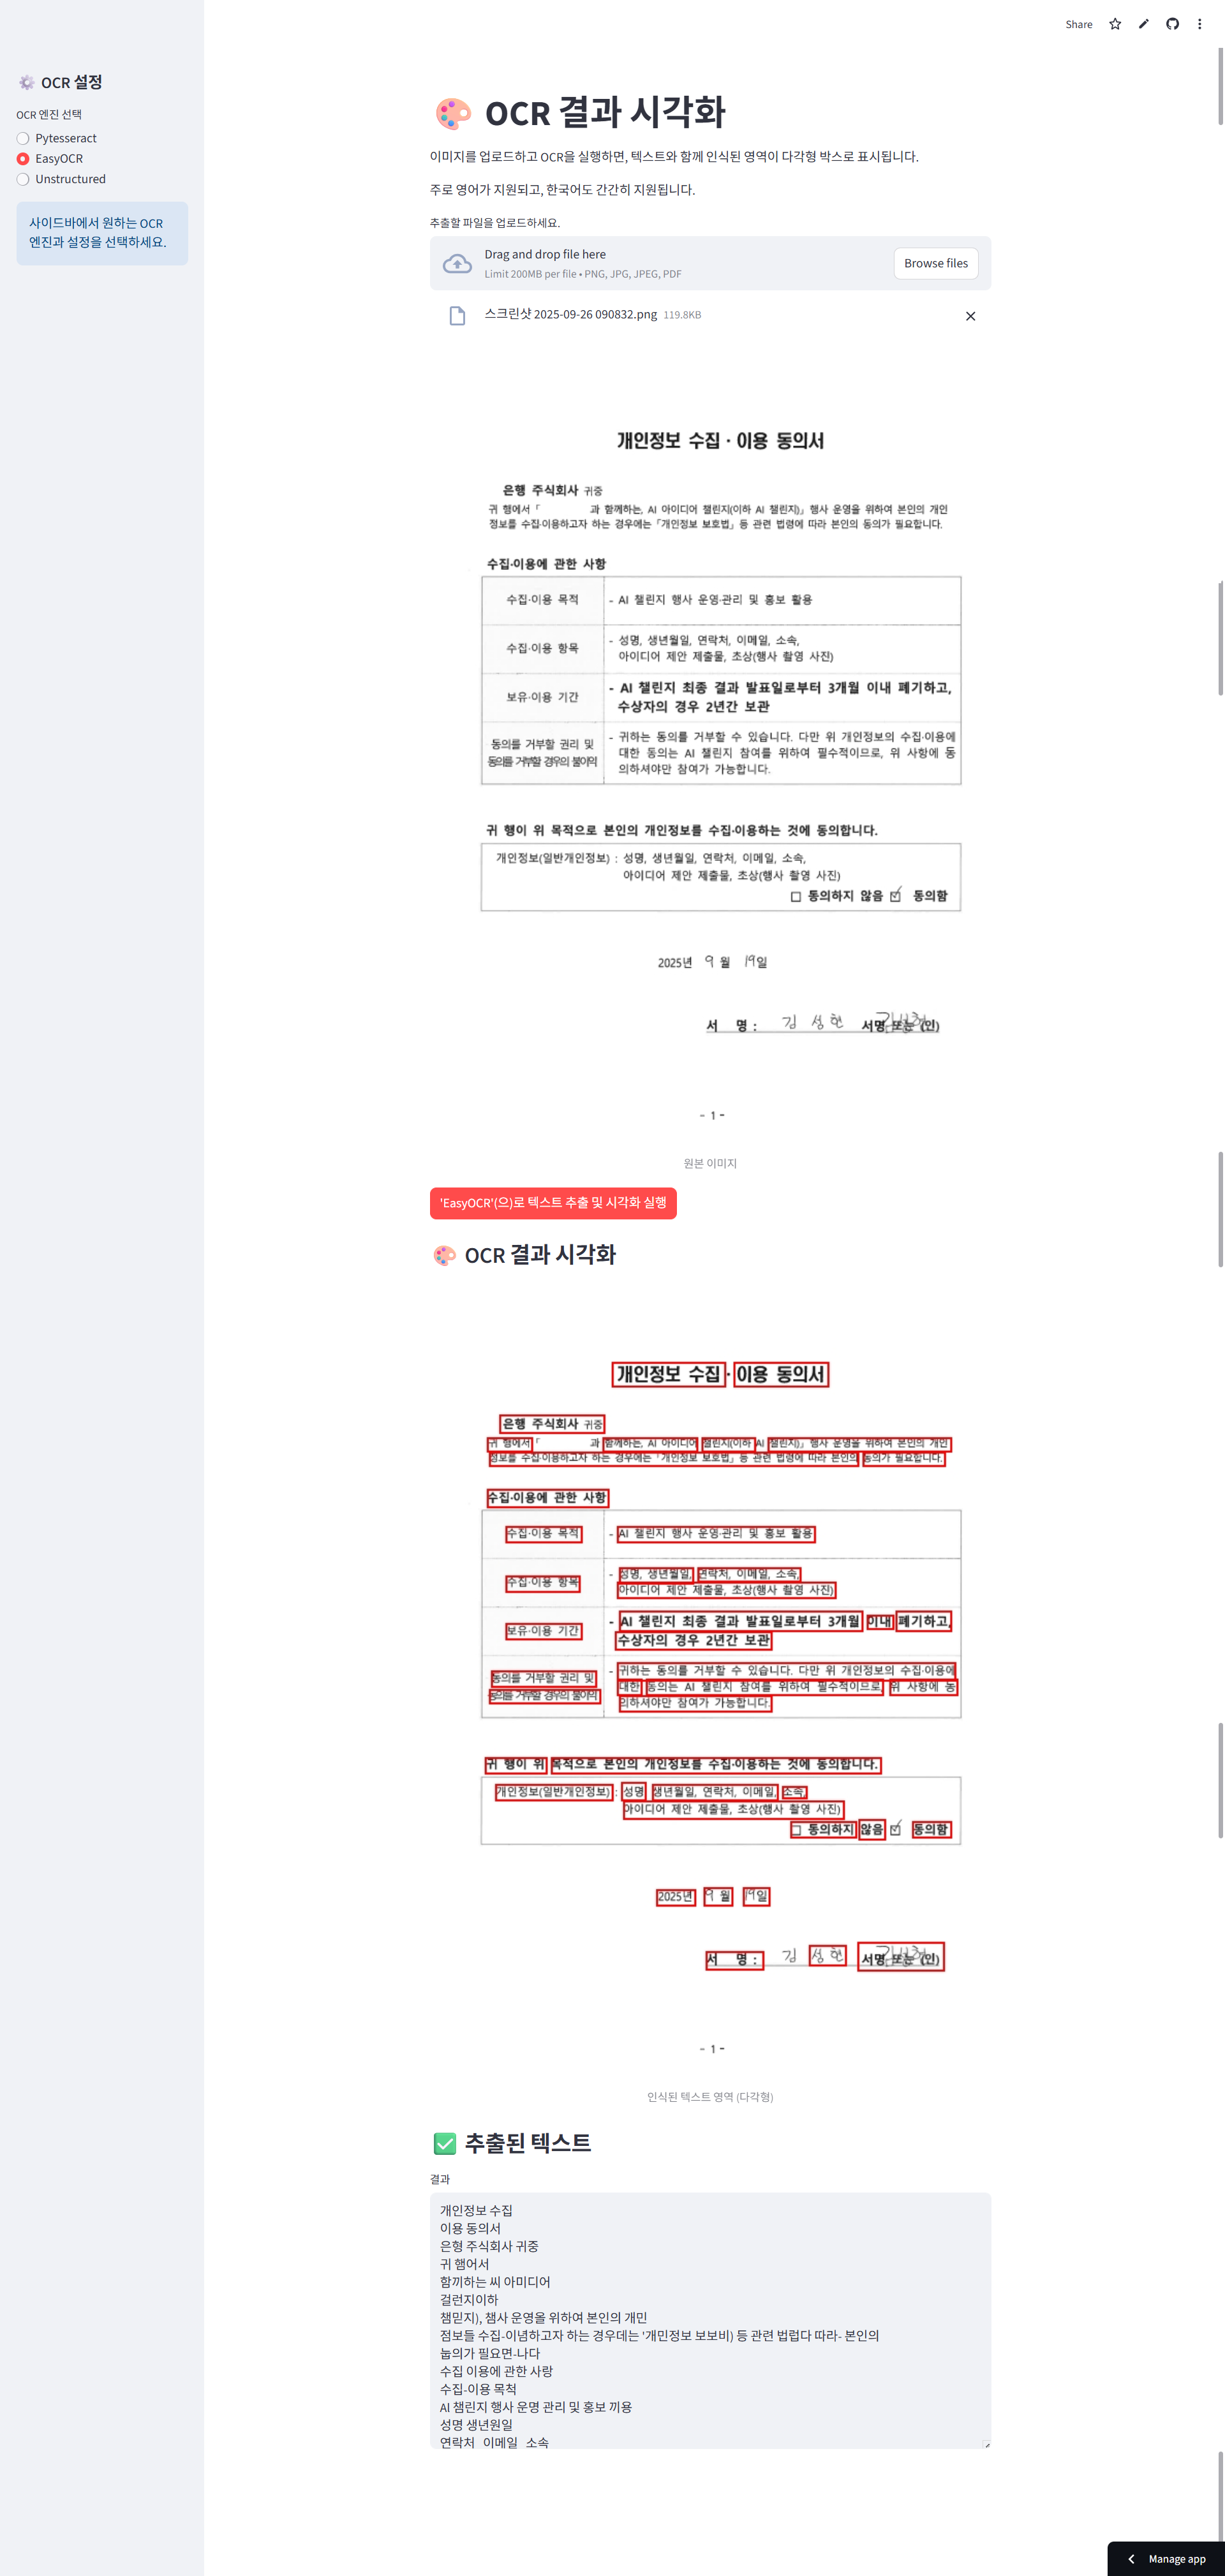 Share
OCR 설정
OCR 엔진 선택
Pytesseract
EasyOCR
Unstructured
사이드바에서 원하는 OCR
엔진과 설정을 선택하세요.
OCR 결과 시각화
이미지를 업로드하고 OCR을 실행하면, 텍스트와 함께 인식된 영역이 다각형 박스로 표시됩니다.
주로 영어가 지원되고, 한국어도 간간히 지원됩니다.
추출할 파일을 업로드하세요.
Drag and drop file here
Limit 200MB per file • PNG, JPG, JPEG, PDF
Browse files
스크린샷 2025-09-26 090832.png 119.8KB
개인정보 수집 · 이용 동의서
은행 주식회사 귀중
귀 행에서 「 과 함께하는, AI 아이디어 챌린지(이하 AI 챌린지)」 행사 운영을 위하여 본인의 개인
정보를 수집·이용하고자 하는 경우에는 「개인정보 보호법」 등 관련 법령에 따라 본인의 동의가 필요합니다.
수집·이용에 관한 사항
수집·이용 목적
- AI 챌린지 행사 운영·관리 및 홍보 활용
수집·이용 항목
- 성명, 생년월일, 연락처, 이메일, 소속,
아이디어 제안 제출물, 초상(행사 촬영 사진)
보유·이용 기간
- AI 챌린지 최종 결과 발표일로부터 3개월 이내 폐기하고,
수상자의 경우 2년간 보관
동의를 거부할 권리 및
동의를 거부할 경우의 불이익
- 귀하는 동의를 거부할 수 있습니다. 다만 위 개인정보의 수집·이용에
대한 동의는 AI 챌린지 참여를 위하여 필수적이므로, 위 사항에 동
의하셔야만 참여가 가능합니다.
귀 행이 위 목적으로 본인의 개인정보를 수집·이용하는 것에 동의합니다.
개인정보(일반개인정보) : 성명, 생년월일, 연락처, 이메일, 소속,
아이디어 제안 제출물, 초상(행사 촬영 사진)
☐ 동의하지 않음 ☑ 동의함
2025년 9 월 19일
서 명 : 김 성현 서명 또는 (인)
- 1 -
원본 이미지
'EasyOCR'(으)로 텍스트 추출 및 시각화 실행
OCR 결과 시각화
개인정보 수집 · 이용 동의서
은행 주식회사 귀중
귀 행에서 「 과 함께하는, AI 아이디어 챌린지(이하 AI 챌린지)」 행사 운영을 위하여 본인의 개인
정보를 수집·이용하고자 하는 경우에는 「개인정보 보호법」 등 관련 법령에 따라 본인의 동의가 필요합니다.
수집·이용에 관한 사항
수집·이용 목적
- AI 챌린지 행사 운영·관리 및 홍보 활용
수집·이용 항목
- 성명, 생년월일, 연락처, 이메일, 소속,
아이디어 제안 제출물, 초상(행사 촬영 사진)
보유·이용 기간
- AI 챌린지 최종 결과 발표일로부터 3개월 이내 폐기하고,
수상자의 경우 2년간 보관
동의를 거부할 권리 및
동의를 거부할 경우의 불이익
- 귀하는 동의를 거부할 수 있습니다. 다만 위 개인정보의 수집·이용에
대한 동의는 AI 챌린지 참여를 위하여 필수적이므로, 위 사항에 동
의하셔야만 참여가 가능합니다.
귀 행이 위 목적으로 본인의 개인정보를 수집·이용하는 것에 동의합니다.
개인정보(일반개인정보) : 성명, 생년월일, 연락처, 이메일, 소속,
아이디어 제안 제출물, 초상(행사 촬영 사진)
☐ 동의하지 않음 ☑ 동의함
2025년 9 월 19일
서 명 : 김 성현 서명 또는 (인)
- 1 -
인식된 텍스트 영역 (다각형)
추출된 텍스트
결과
개인정보 수집
이용 동의서
은형 주식회사 귀중
귀 햄어서
함끼하는 씨 아미디어
걸런지이하
챔믿지), 챔사 운영올 위하여 본인의 개민
점보들 수집-이념하고자 하는 경우데는 '개민정보 보보비) 등 관련 법럽다 따라- 본인의
눕의가 필요면-나다
수집 이용에 관한 사랑
수집-이용 목척
AI 챔린지 행사 운명 관리 및 홍보 끼용
성명 생년원일
연락처 이메일 소속
Manage app